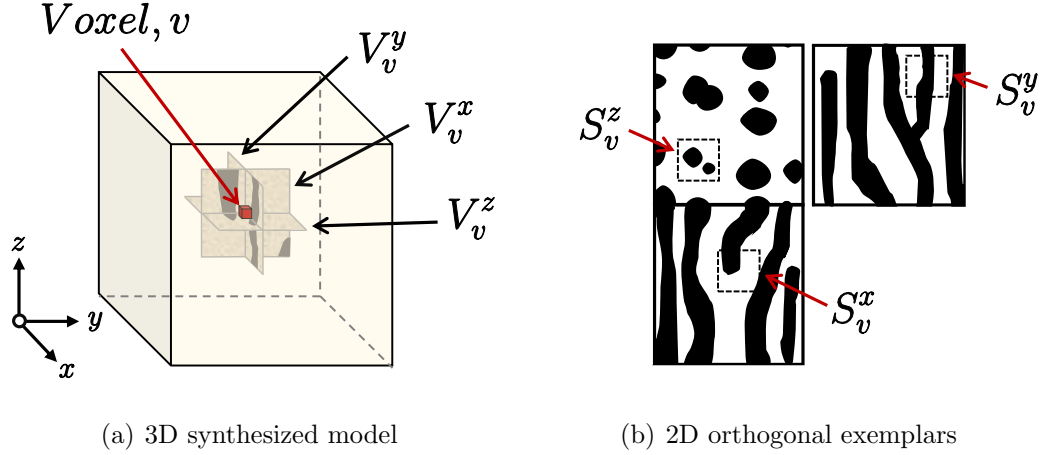 Voxel, v
V_v^y
V_v^x
V_v^z
z
y
x
S_v^z
S_v^y
S_v^x
(a) 3D synthesized model
(b) 2D orthogonal exemplars